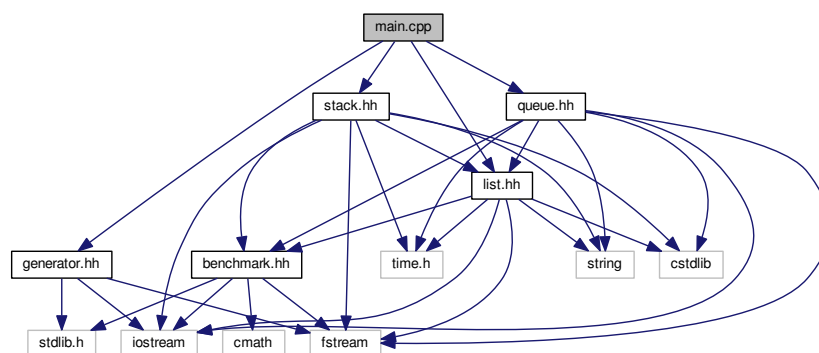 main.cpp
stack.hh
queue.hh
list.hh
generator.hh
benchmark.hh
time.h
string
cstdlib
stdlib.h
iostream
cmath
fstream